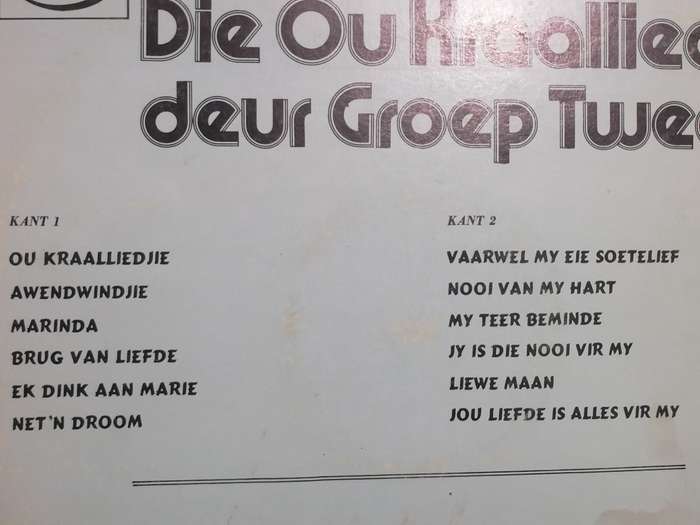 Die Ou Kraallied
deur Groep Twee
KANT 1
OU KRAALLIEDJIE
AWENDWINDJIE
MARINDA
BRUG VAN LIEFDE
EK DINK AAN MARIE
NET'N DROOM
KANT 2
VAARWEL MY EIE SOETELIEF
NOOI VAN MY HART
MY TEER BEMINDE
JY IS DIE NOOI VIR MY
LIEWE MAAN
JOU LIEFDE IS ALLES VIR MY